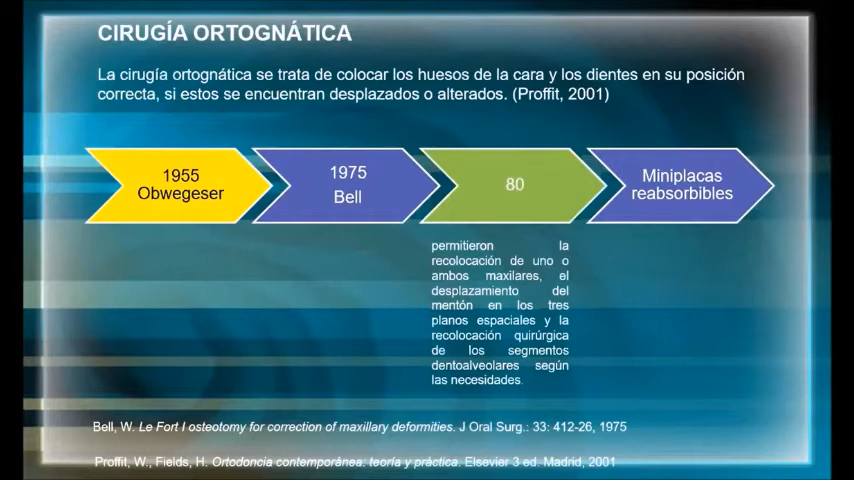 CIRUGÍA ORTOGNÁTICA
La cirugía ortognática se trata de colocar los huesos de la cara y los dientes en su posición
correcta, si estos se encuentran desplazados o alterados. (Proffit, 2001)
1955
Obwegeser
1975
Bell
80
Miniplacas
reabsorbibles
permitieron la
recolocación de uno o
ambos maxilares, el
desplazamiento del
mentón en los tres
planos espaciales y la
recolocación quirúrgica
de los segmentos
dentoalveolares según
las necesidades.
Bell, W. Le Fort I osteotomy for correction of maxillary deformities. J Oral Surg.: 33: 412-26, 1975
Proffit, W., Fields, H. Ortodoncia contemporánea: teoría y práctica. Elsevier 3 ed. Madrid, 2001